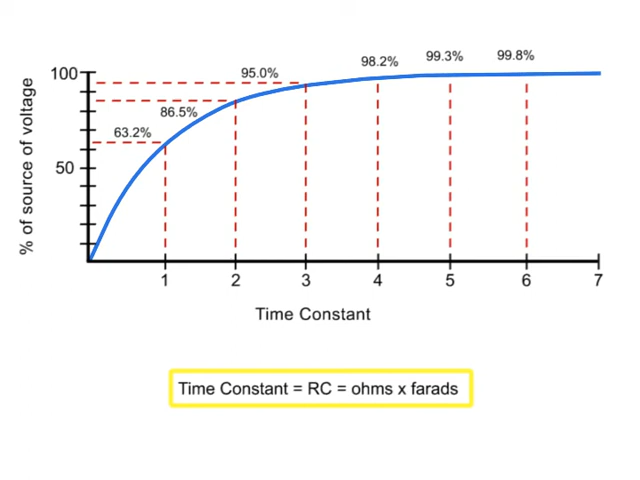 100
50
% of source of voltage
63.2%
86.5%
95.0%
98.2%
99.3%
99.8%
1 2 3 4 5 6 7
Time Constant
Time Constant = RC = ohms x farads